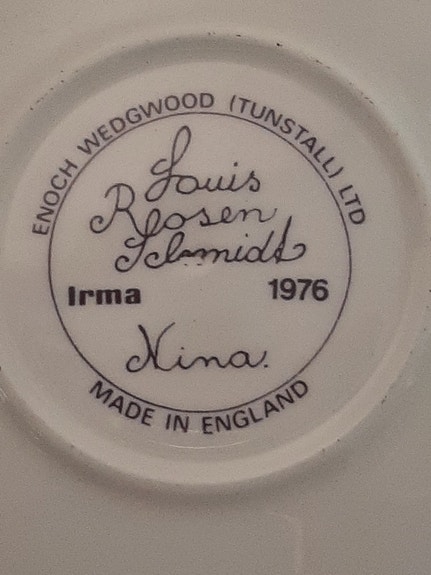 ENOCH WEDGWOOD (TUNSTALL) LTD
Louis
Rosen
Schmidt
Irma 1976
Nina.
MADE IN ENGLAND